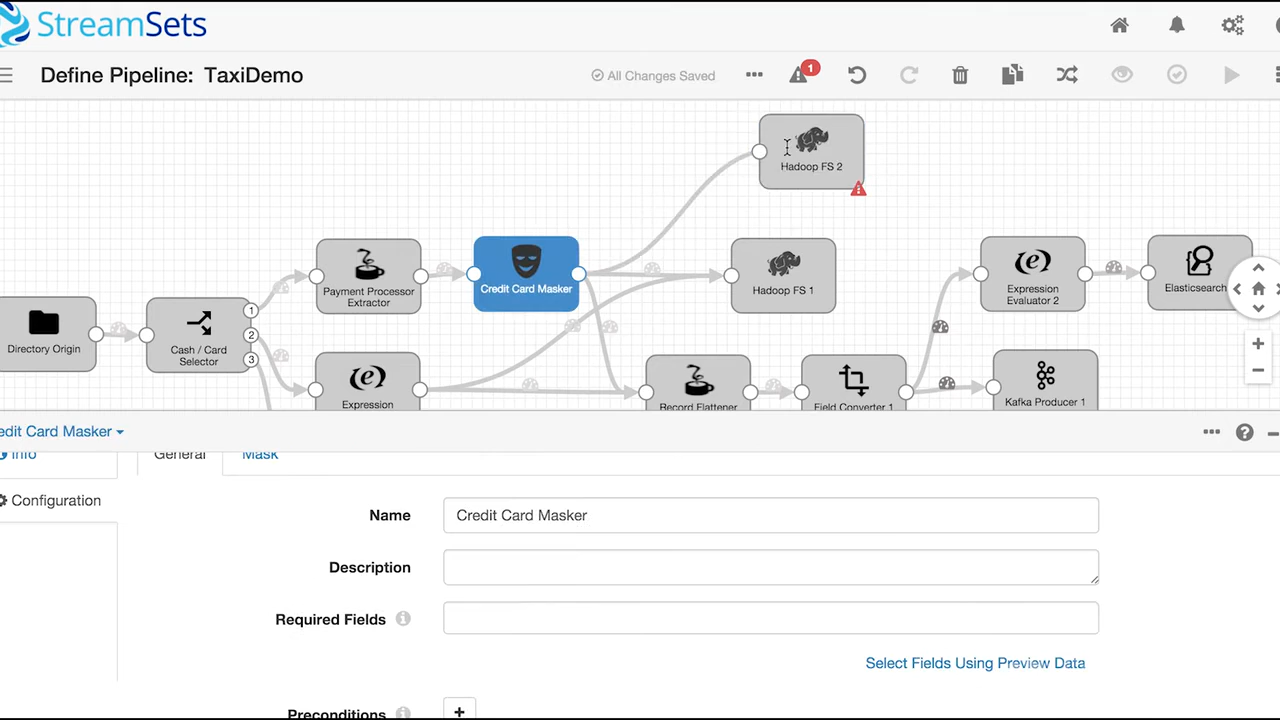 StreamSets
Define Pipeline: TaxiDemo
All Changes Saved
1
Hadoop FS 2
Payment Processor
Extractor
Credit Card Masker
Hadoop FS 1
Expression
Evaluator 2
Elasticsearch
Directory Origin
Cash / Card
Selector
1
2
3
Expression
Record Flattener
Field Converter 1
Kafka Producer 1
edit Card Masker
Info
General
Mask
Configuration
Name
Credit Card Masker
Description
Required Fields
Select Fields Using Preview Data
Preconditions